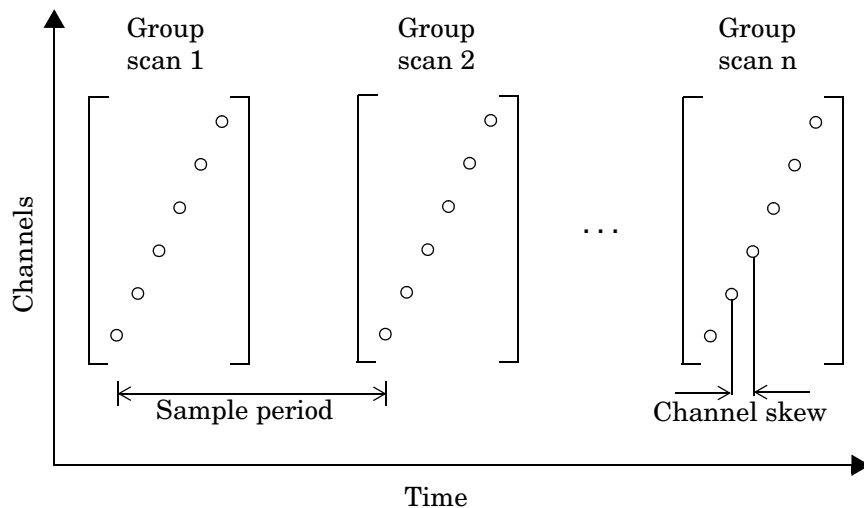 Group
scan 1
Group
scan 2
Group
scan n
Channels
. . .
Sample period
Channel skew
Time